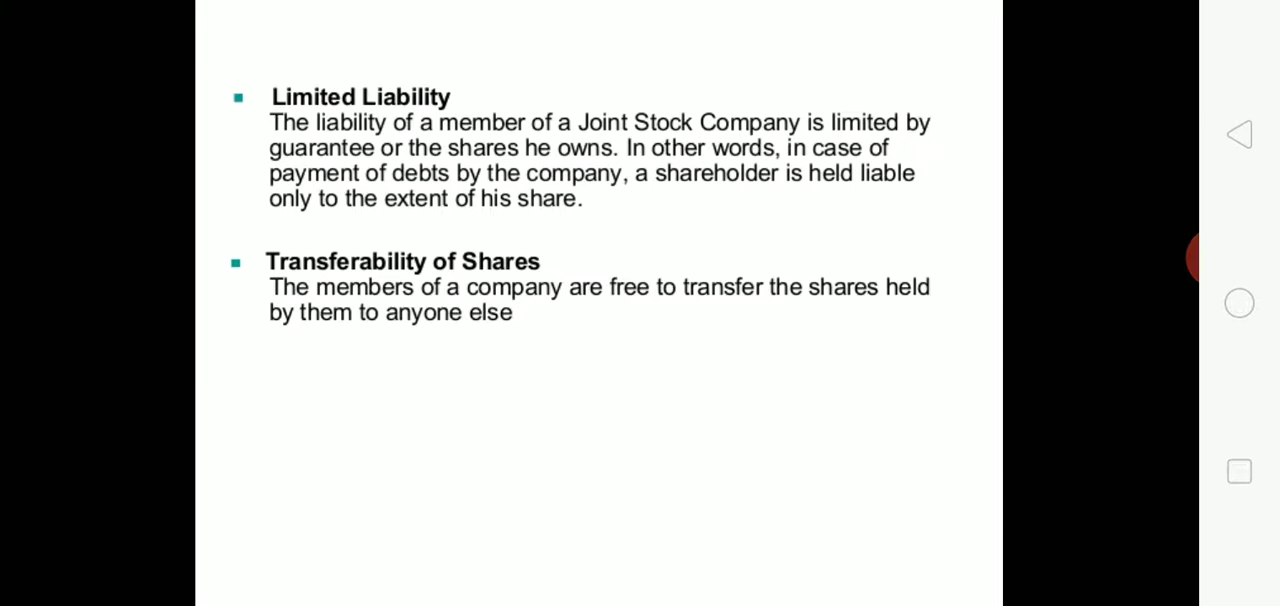 Limited Liability
The liability of a member of a Joint Stock Company is limited by
guarantee or the shares he owns. In other words, in case of
payment of debts by the company, a shareholder is held liable
only to the extent of his share.
Transferability of Shares
The members of a company are free to transfer the shares held
by them to anyone else